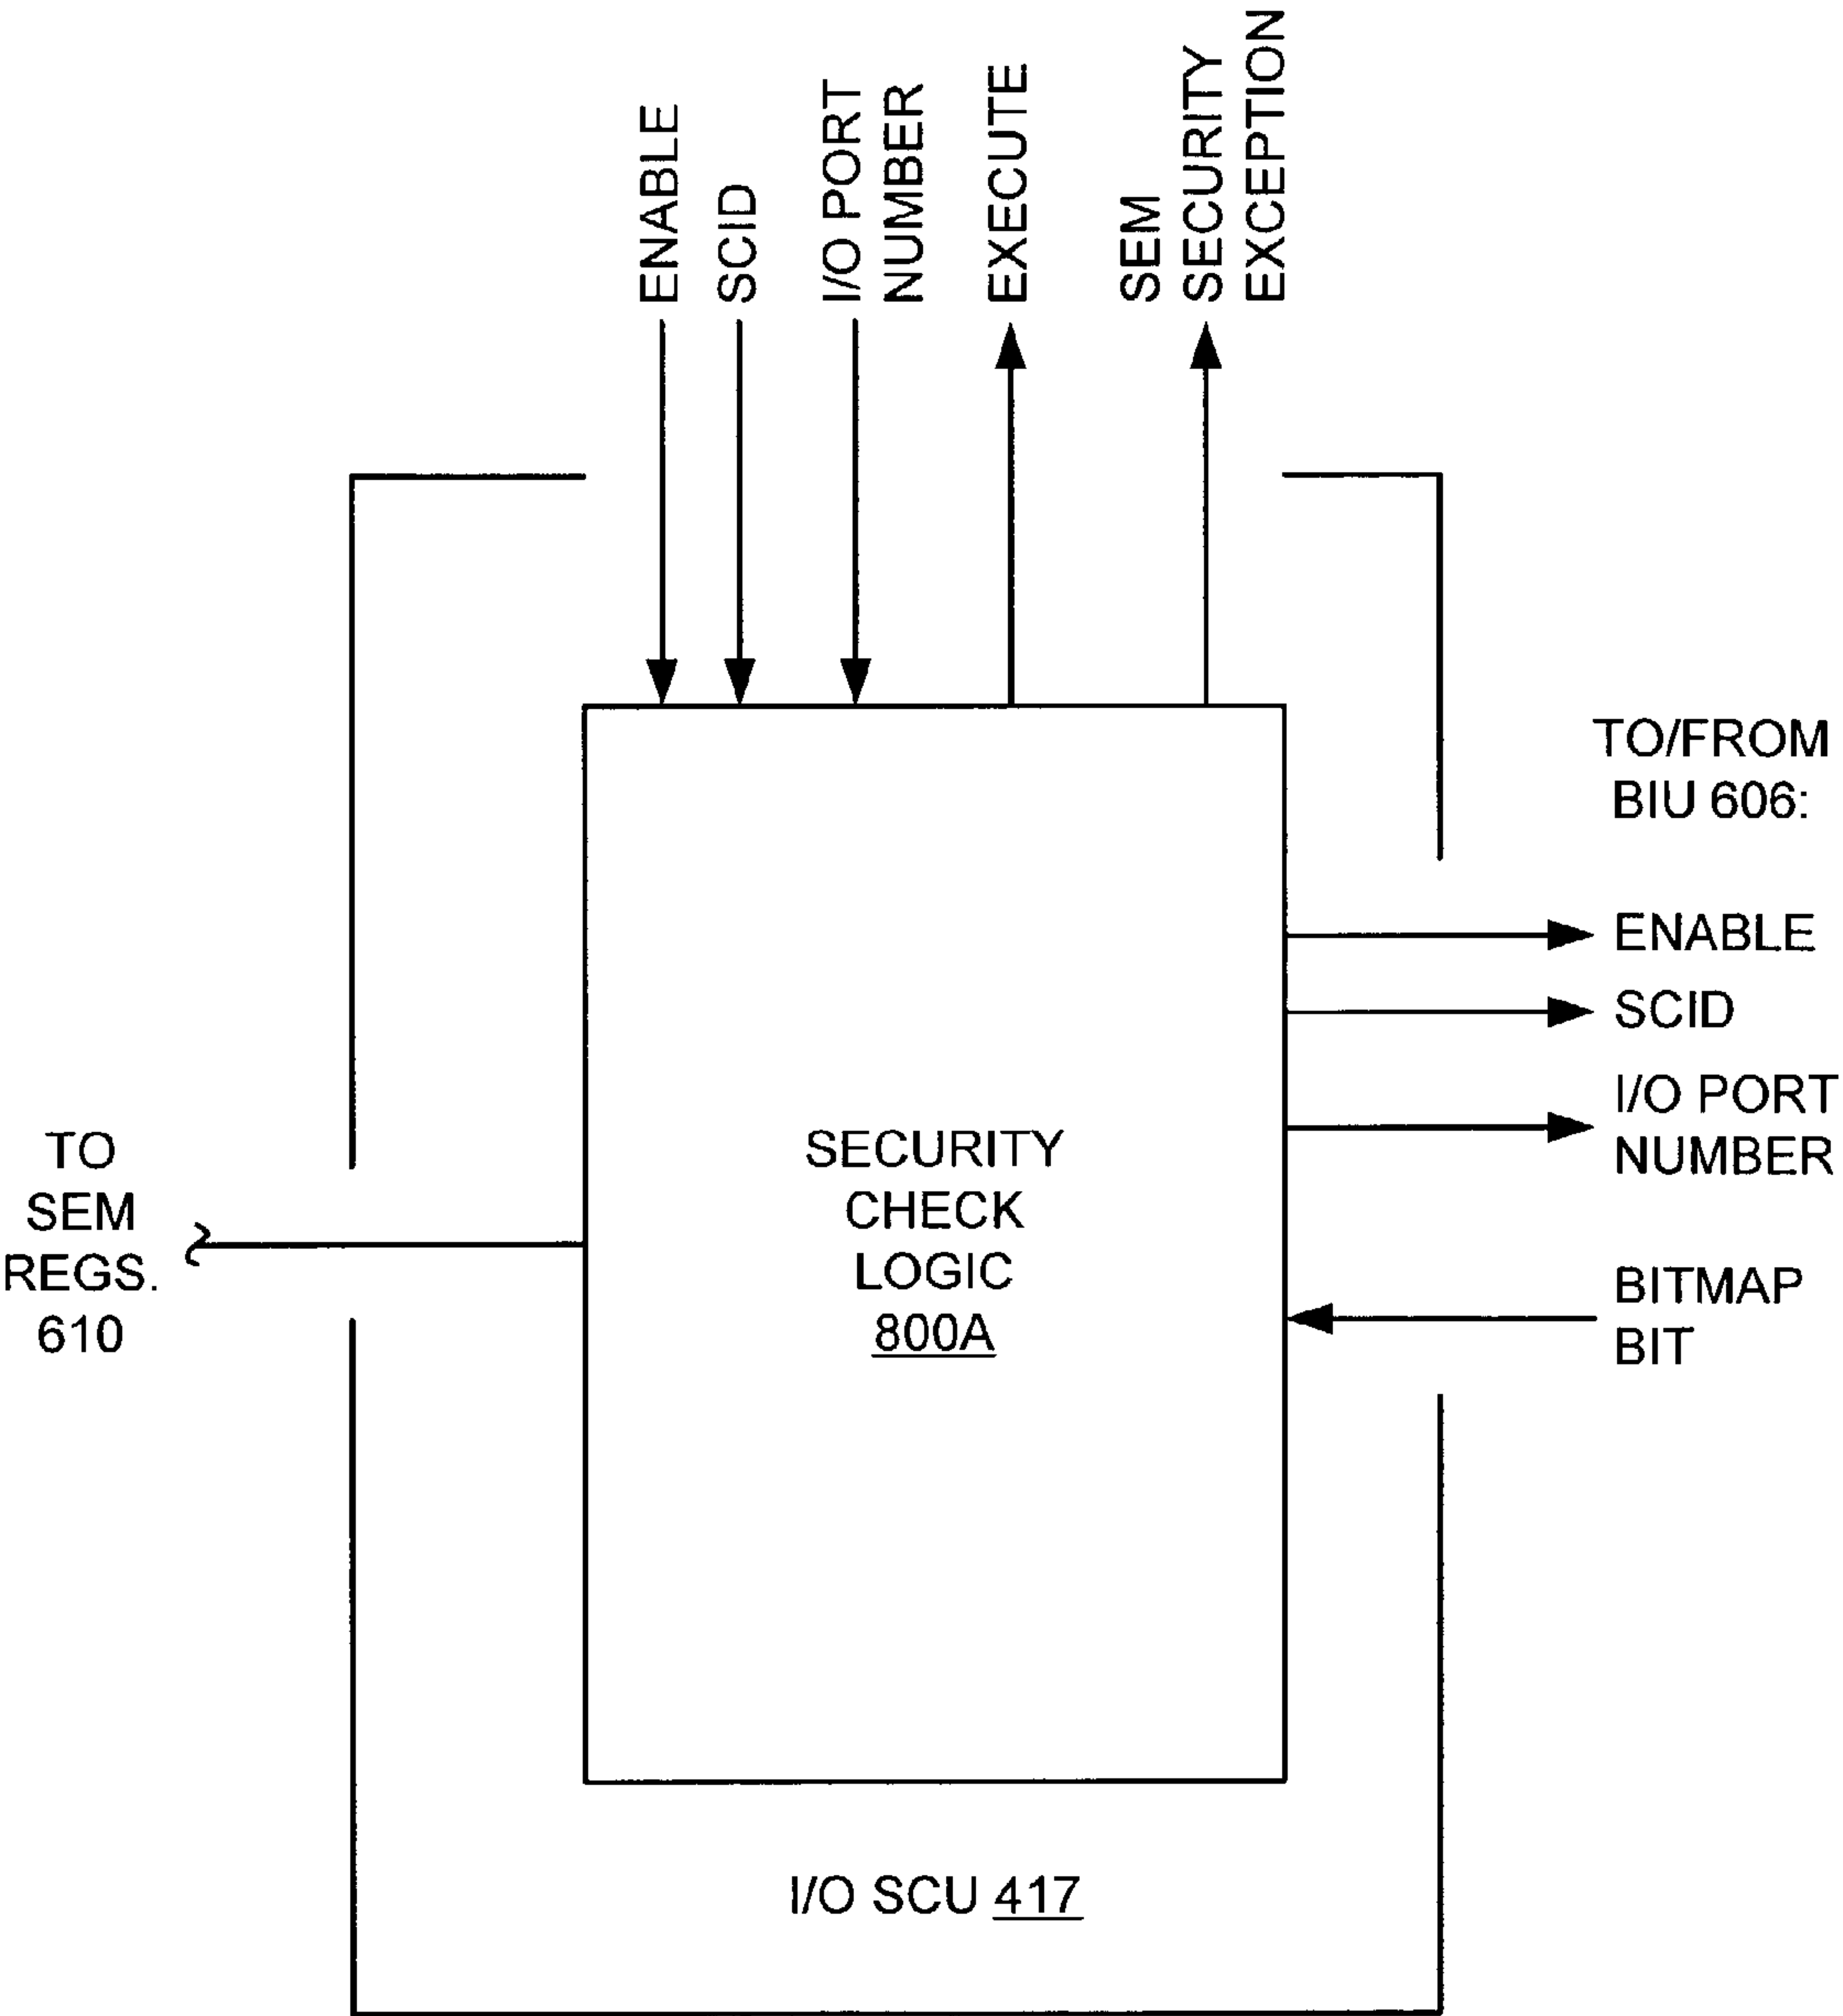 ENABLE
SCID
I/O PORT
NUMBER
EXECUTE
SEM
SECURITY
EXCEPTION
TO/FROM
BIU 606:
ENABLE
SCID
I/O PORT
NUMBER
BITMAP
BIT
TO
SEM
REGS.
610
SECURITY
CHECK
LOGIC
800A
I/O SCU 417